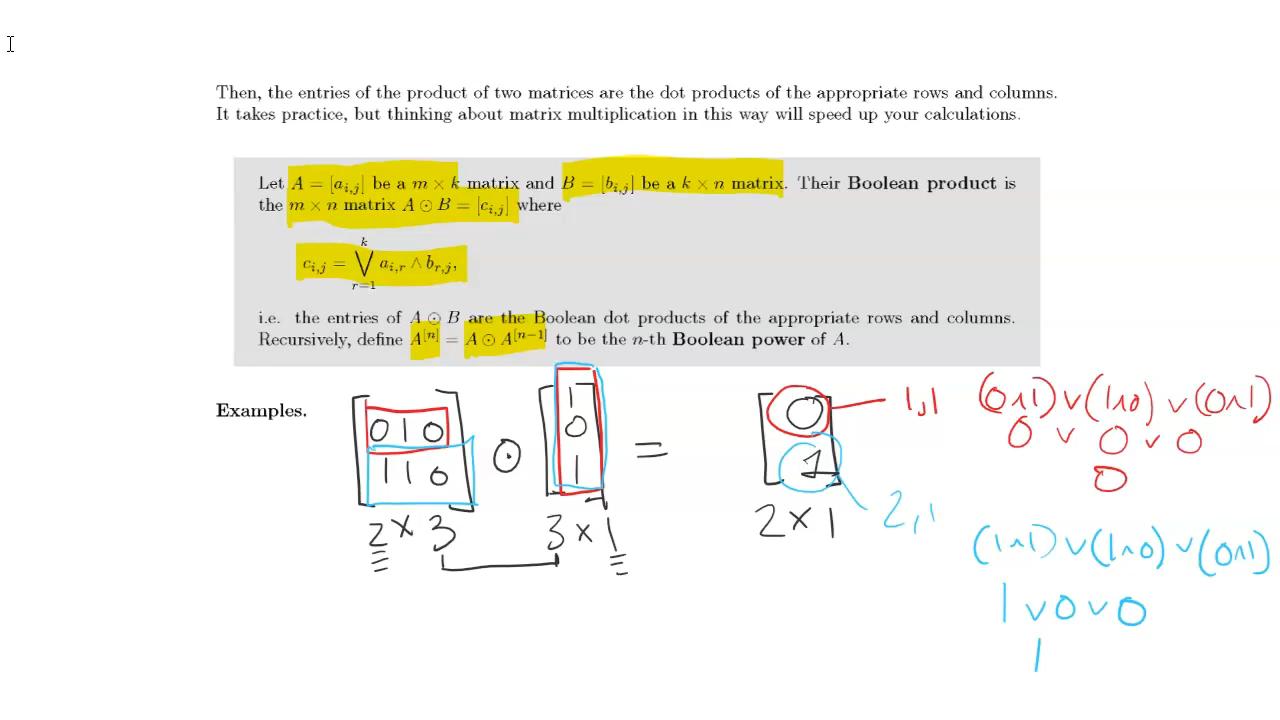 Then, the entries of the product of two matrices are the dot products of the appropriate rows and columns.
It takes practice, but thinking about matrix multiplication in this way will speed up your calculations.
Let A = [a_{i,j}] be a m × k matrix and B = [b_{i,j}] be a k × n matrix. Their Boolean product is
the m × n matrix A ⊙ B = [c_{i,j}] where
k
c_{i,j} = ⋁ a_{i,r} ∧ b_{r,j},
r=1
i.e. the entries of A ⊙ B are the Boolean dot products of the appropriate rows and columns.
Recursively, define A^{[n]} = A ⊙ A^{[n−1]} to be the n-th Boolean power of A.
Examples.
[0 1 0
1 1 0]
⊙
[1
0
1]
=
[0
1]
2 × 3
3 × 1
2 × 1
1,1
(0∧1) ∨ (1∧0) ∨ (0∧1)
0 ∨ 0 ∨ 0
0
2,1
(1∧1) ∨ (1∧0) ∨ (0∧1)
1 ∨ 0 ∨ 0
1